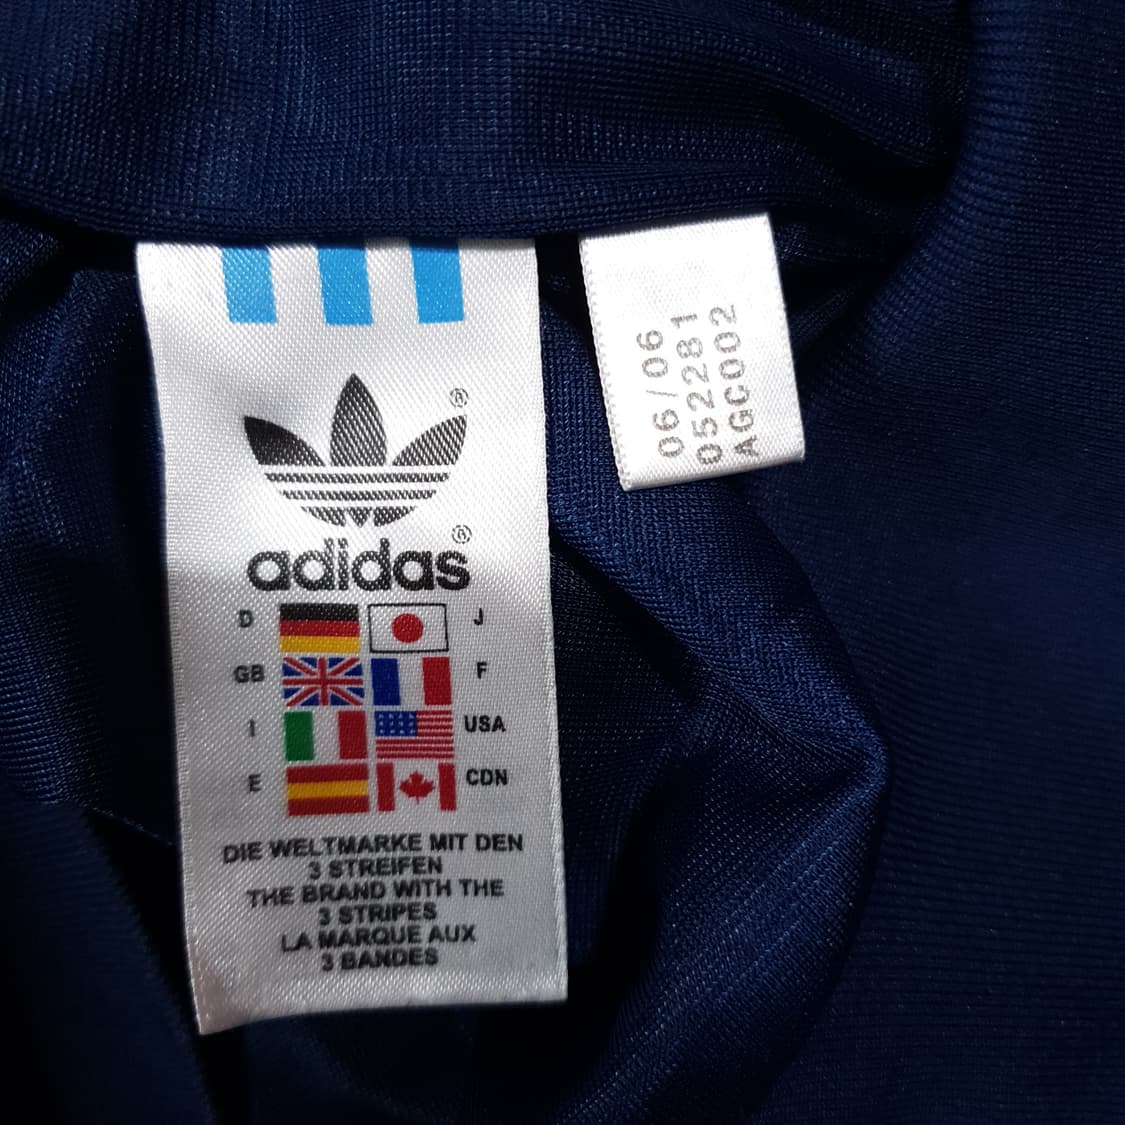 ®
®
adidas
D J
GB F
I USA
E CDN
DIE WELTMARKE MIT DEN
3 STREIFEN
THE BRAND WITH THE
3 STRIPES
LA MARQUE AUX
3 BANDES
06/06
052281
AGC002